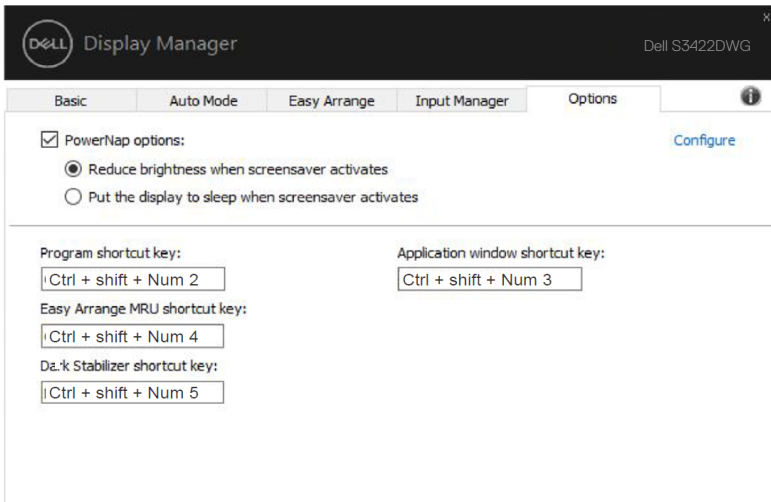 X
DELL Display Manager
Dell S3422DWG
Basic Auto Mode Easy Arrange Input Manager Options
PowerNap options: Configure
Reduce brightness when screensaver activates
Put the display to sleep when screensaver activates
Program shortcut key: Application window shortcut key:
Ctrl + shift + Num 2 Ctrl + shift + Num 3
Easy Arrange MRU shortcut key:
Ctrl + shift + Num 4
Dark Stabilizer shortcut key:
Ctrl + shift + Num 5